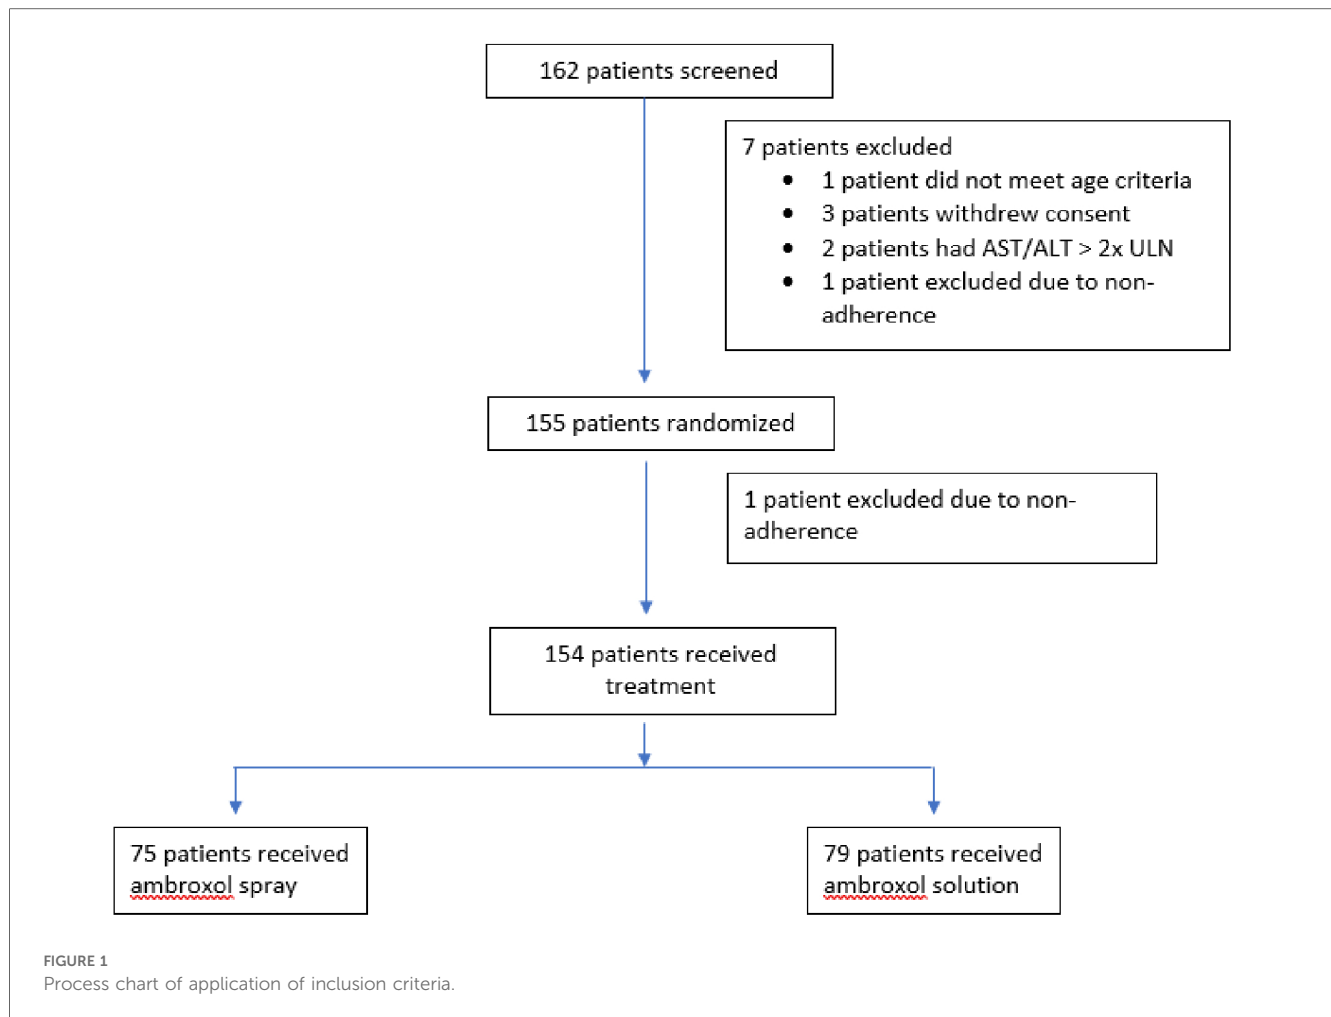 162 patients screened
7 patients excluded
• 1 patient did not meet age criteria
• 3 patients withdrew consent
• 2 patients had AST/ALT > 2x ULN
• 1 patient excluded due to non-
adherence
155 patients randomized
1 patient excluded due to non-
adherence
154 patients received
treatment
75 patients received
ambroxol spray
79 patients received
ambroxol solution
FIGURE 1
Process chart of application of inclusion criteria.